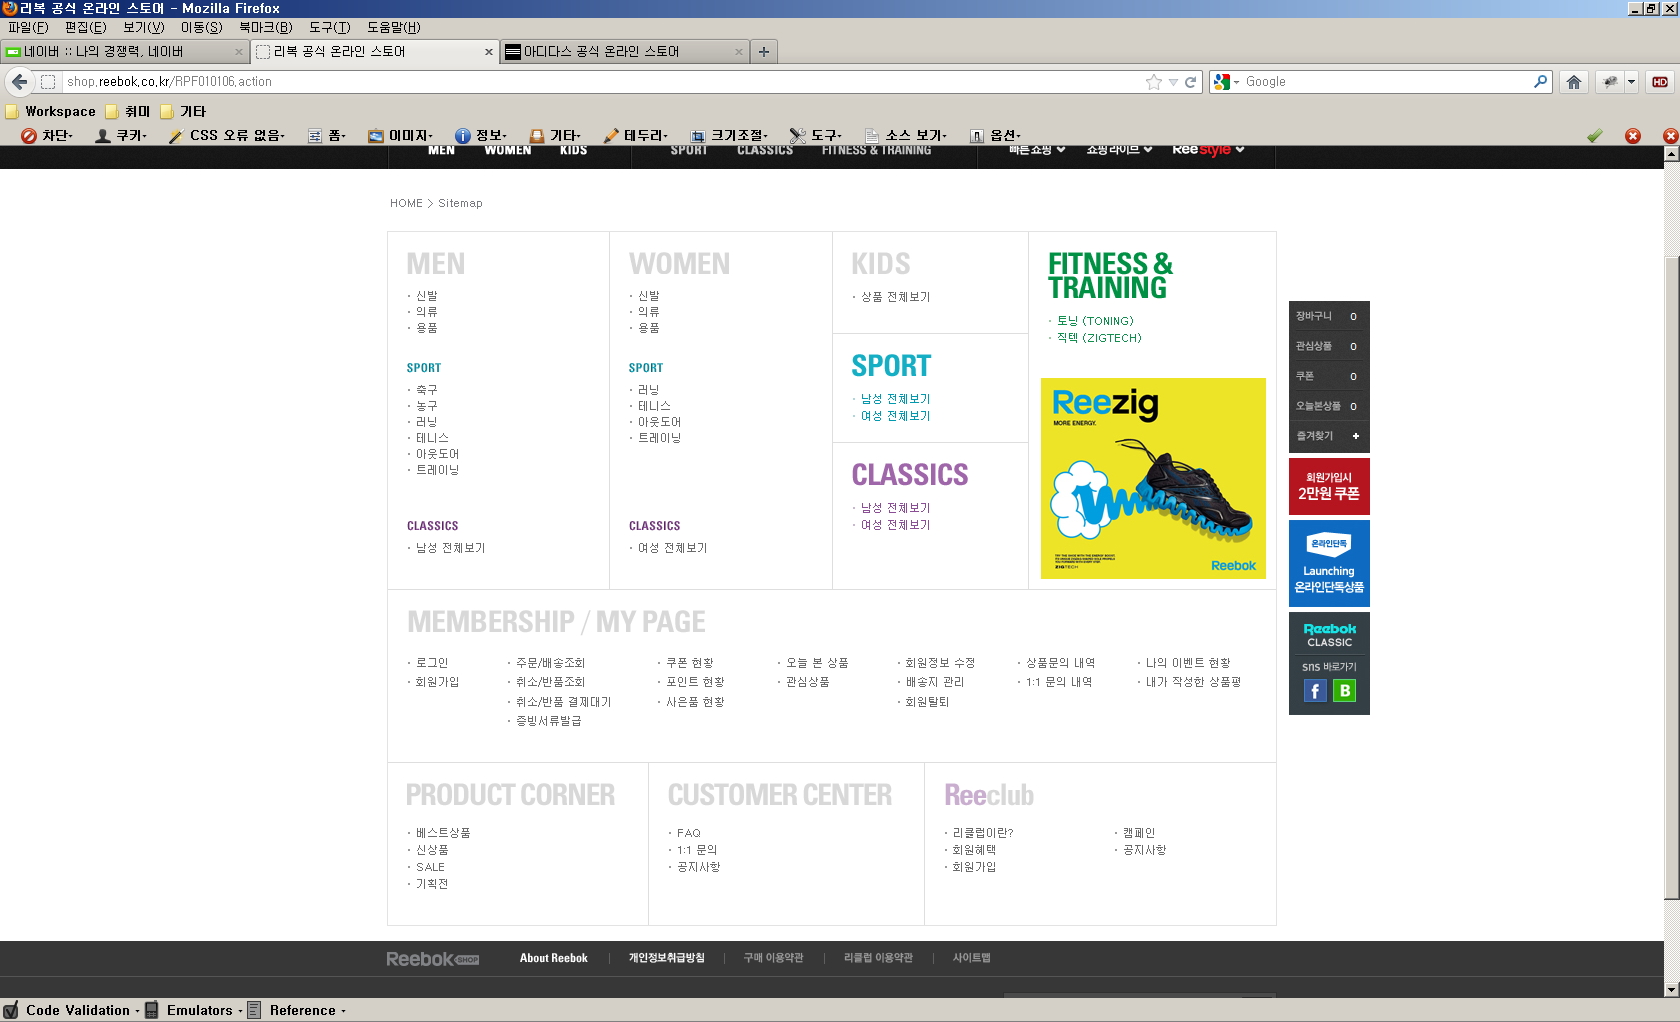 리복 공식 온라인 스토어 - Mozilla Firefox
파일(F) 편집(E) 보기(V) 이동(S) 북마크(B) 도구(T) 도움말(H)
네이버 :: 나의 경쟁력, 네이버 × 리복 공식 온라인 스토어 × 아디다스 공식 온라인 스토어 × +
shop.reebok.co.kr/RPF010106.action Google HD
Workspace 취미 기타
차단 쿠키 CSS 오류 없음 폼 이미지 정보 기타 테두리 크기조절 도구 소스 보기 옵션
MEN WOMEN KIDS SPORT CLASSICS FITNESS & TRAINING 빠른쇼핑 쇼핑라이브 Reestyle
HOME > Sitemap
MEN
· 신발
· 의류
· 용품
SPORT
· 축구
· 농구
· 러닝
· 테니스
· 아웃도어
· 트레이닝
CLASSICS
· 남성 전체보기
WOMEN
· 신발
· 의류
· 용품
SPORT
· 러닝
· 테니스
· 아웃도어
· 트레이닝
CLASSICS
· 여성 전체보기
KIDS
· 상품 전체보기
SPORT
· 남성 전체보기
· 여성 전체보기
CLASSICS
· 남성 전체보기
· 여성 전체보기
FITNESS &
TRAINING
· 토닝 (TONING)
· 직텍 (ZIGTECH)
Reezig
MORE ENERGY.
ZIGTECH
Reebok
장바구니 0
관심상품 0
쿠폰 0
오늘본상품 0
즐겨찾기 +
회원가입시
2만원 쿠폰
온라인단독
Launching
온라인단독상품
Reebok
CLASSIC
sns 바로가기
f B
MEMBERSHIP / MY PAGE
· 로그인 · 주문/배송조회 · 쿠폰 현황 · 오늘 본 상품 · 회원정보 수정 · 상품문의 내역 · 나의 이벤트 현황
· 회원가입 · 취소/반품조회 · 포인트 현황 · 관심상품 · 배송지 관리 · 1:1 문의 내역 · 내가 작성한 상품평
· 취소/반품 결제대기 · 사은품 현황 · 회원탈퇴
· 증빙서류발급
PRODUCT CORNER
· 베스트상품
· 신상품
· SALE
· 기획전
CUSTOMER CENTER
· FAQ
· 1:1 문의
· 공지사항
Reeclub
· 리클럽이란? · 캠페인
· 회원혜택 · 공지사항
· 회원가입
Reebok SHOP About Reebok 개인정보취급방침 구매 이용약관 리클럽 이용약관 사이트맵
Code Validation Emulators Reference